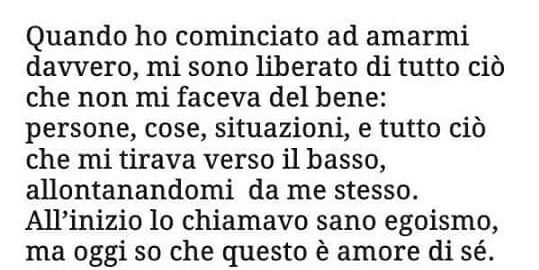 Quando ho cominciato ad amarmi
davvero, mi sono liberato di tutto ciò
che non mi faceva del bene:
persone, cose, situazioni, e tutto ciò
che mi tirava verso il basso,
allontanandomi  da me stesso.
All’inizio lo chiamavo sano egoismo,
ma oggi so che questo è amore di sé.